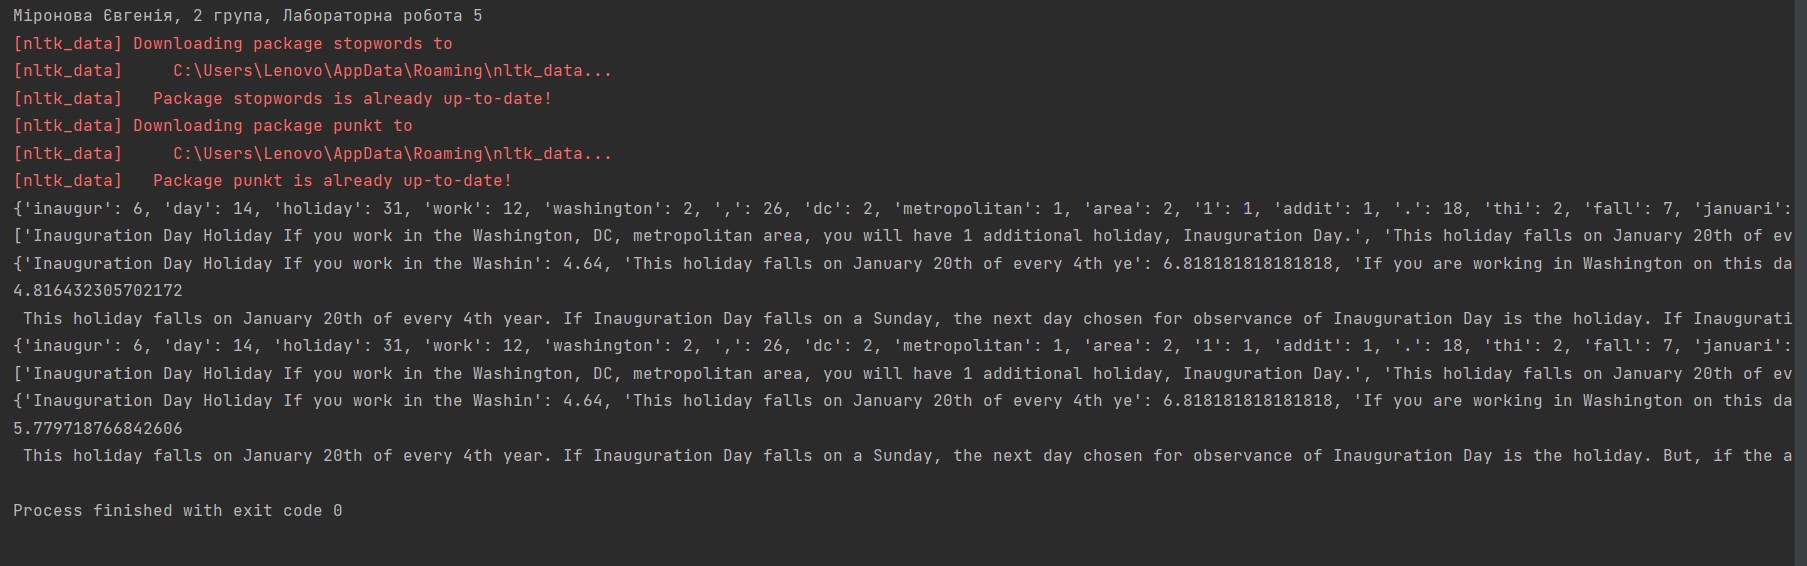 Міронова Євгенія, 2 група, Лабораторна робота 5
[nltk_data] Downloading package stopwords to
[nltk_data]     C:\Users\Lenovo\AppData\Roaming\nltk_data...
[nltk_data]   Package stopwords is already up-to-date!
[nltk_data] Downloading package punkt to
[nltk_data]     C:\Users\Lenovo\AppData\Roaming\nltk_data...
[nltk_data]   Package punkt is already up-to-date!
{'inaugur': 6, 'day': 14, 'holiday': 31, 'work': 12, 'washington': 2, ',': 26, 'dc': 2, 'metropolitan': 1, 'area': 2, '1': 1, 'addit': 1, '.': 18, 'thi': 2, 'fall': 7, 'januari':
['Inauguration Day Holiday If you work in the Washington, DC, metropolitan area, you will have 1 additional holiday, Inauguration Day.', 'This holiday falls on January 20th of ev
{'Inauguration Day Holiday If you work in the Washin': 4.64, 'This holiday falls on January 20th of every 4th ye': 6.818181818181818, 'If you are working in Washington on this da
4.816432305702172
 This holiday falls on January 20th of every 4th year. If Inauguration Day falls on a Sunday, the next day chosen for observance of Inauguration Day is the holiday. If Inaugurati
{'inaugur': 6, 'day': 14, 'holiday': 31, 'work': 12, 'washington': 2, ',': 26, 'dc': 2, 'metropolitan': 1, 'area': 2, '1': 1, 'addit': 1, '.': 18, 'thi': 2, 'fall': 7, 'januari':
['Inauguration Day Holiday If you work in the Washington, DC, metropolitan area, you will have 1 additional holiday, Inauguration Day.', 'This holiday falls on January 20th of ev
{'Inauguration Day Holiday If you work in the Washin': 4.64, 'This holiday falls on January 20th of every 4th ye': 6.818181818181818, 'If you are working in Washington on this da
5.779718766842606
 This holiday falls on January 20th of every 4th year. If Inauguration Day falls on a Sunday, the next day chosen for observance of Inauguration Day is the holiday. But, if the a
Process finished with exit code 0